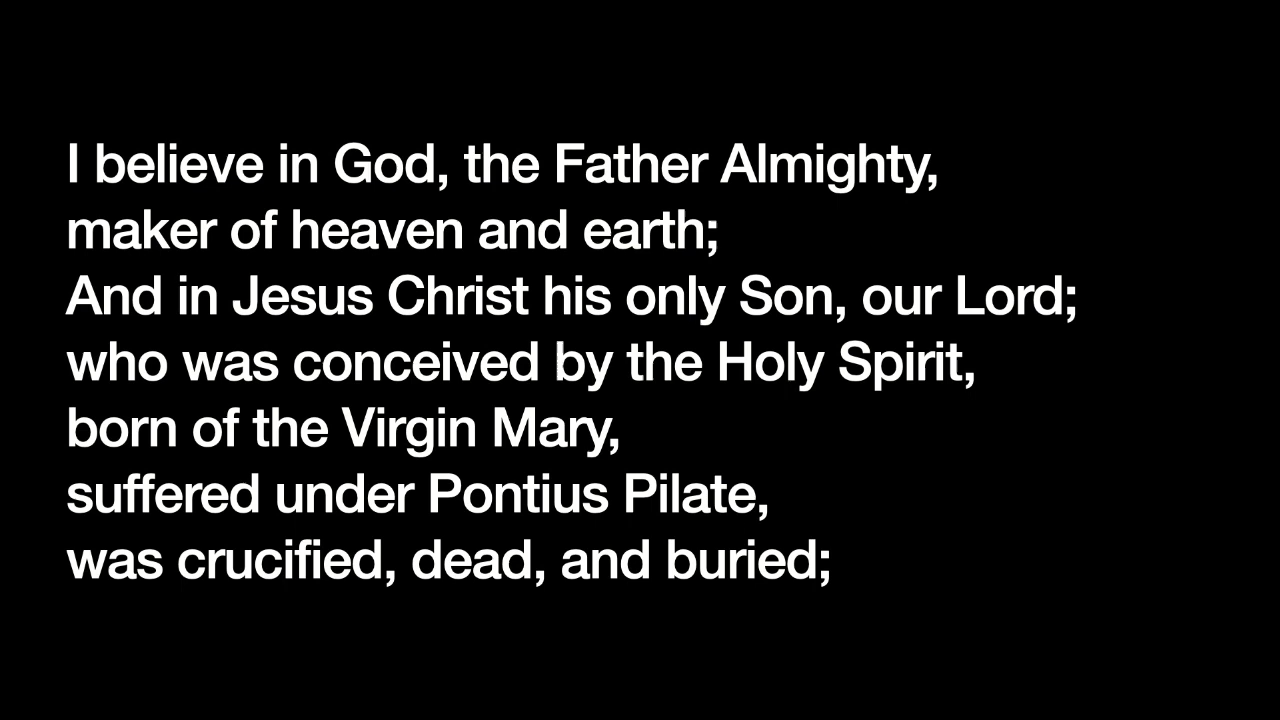 I believe in God, the Father Almighty,
maker of heaven and earth;
And in Jesus Christ his only Son, our Lord;
who was conceived by the Holy Spirit,
born of the Virgin Mary,
suffered under Pontius Pilate,
was crucified, dead, and buried;